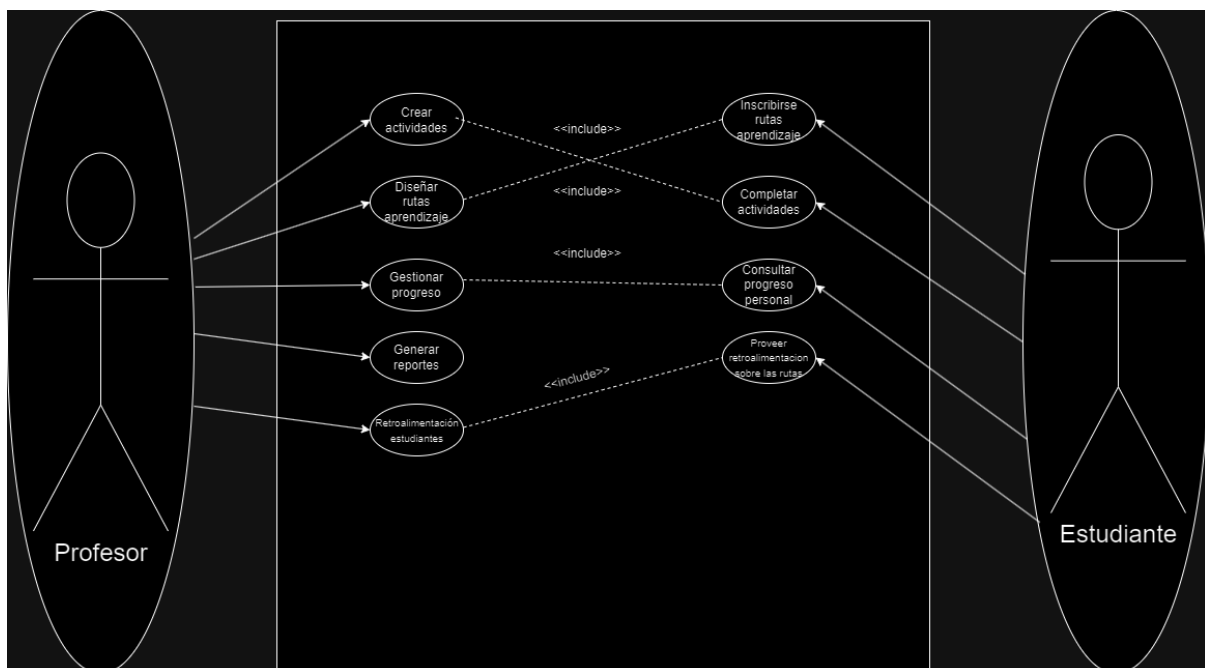 Crear
actividades
<<include>>
Inscribirse
rutas
aprendizaje
Diseñar
rutas
aprendizaje
<<include>>
Completar
actividades
Gestionar
progreso
<<include>>
Consultar
progreso
personal
Generar
reportes
<<include>>
Proveer
retroalimentacion
sobre las rutas
Retroalimentación
estudiantes
Profesor
Estudiante